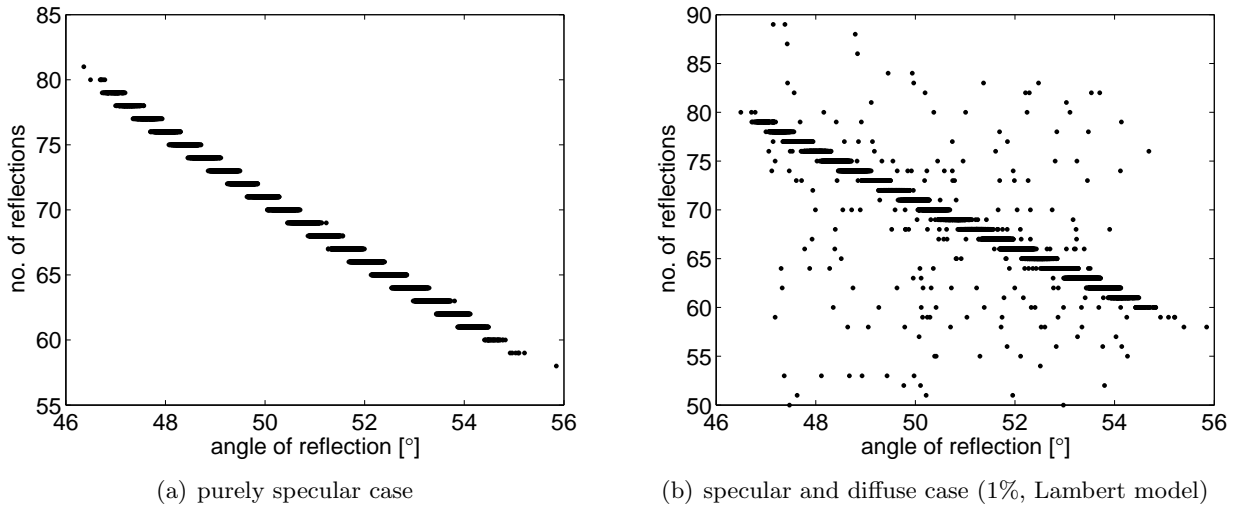 85
80
75
70
65
60
55
no. of reflections
46 48 50 52 54 56
angle of reflection [°]
(a) purely specular case
90
85
80
75
70
65
60
55
50
no. of reflections
46 48 50 52 54 56
angle of reflection [°]
(b) specular and diffuse case (1%, Lambert model)